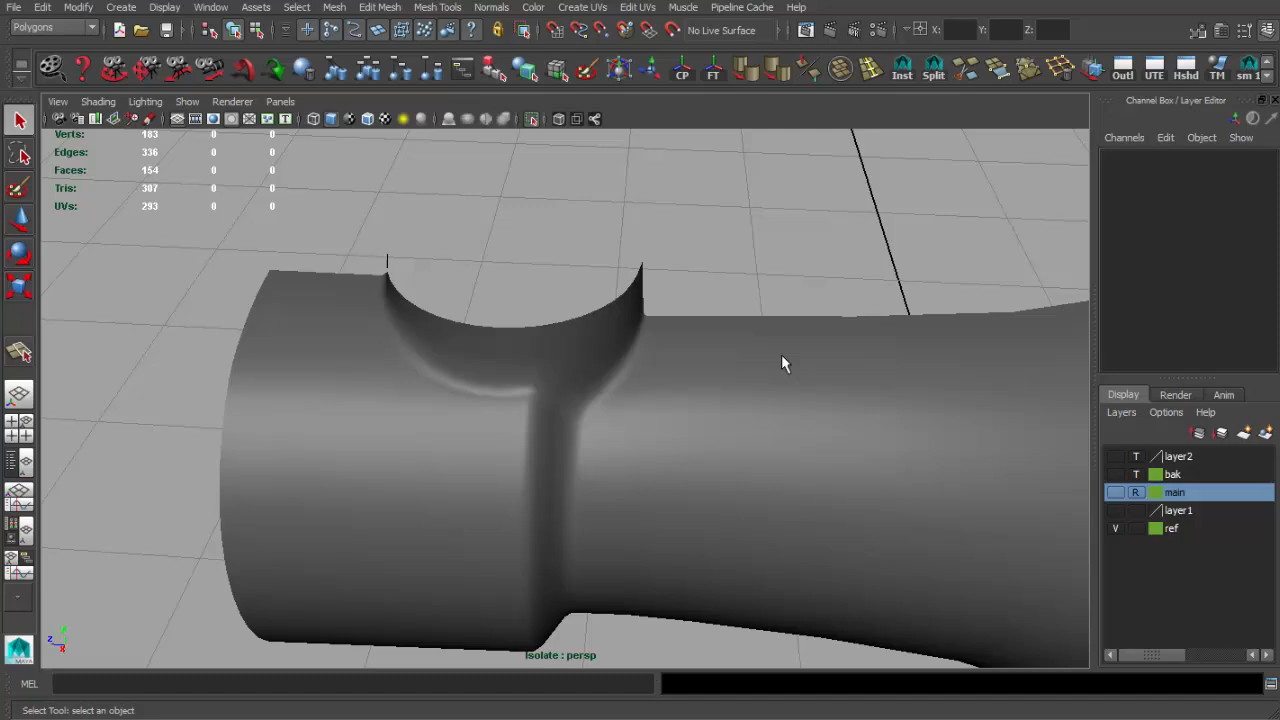 File Edit Modify Create Display Window Assets Select Mesh Edit Mesh Mesh Tools Normals Color Create UVs Edit UVs Muscle Pipeline Cache Help
Polygons No Live Surface X: Y: Z:
CP FT Inst Split Outl UTE Hshd TM sm 1
View Shading Lighting Show Renderer Panels
Channel Box / Layer Editor
Channels Edit Object Show
Verts: 183 0 0
Edges: 336 0 0
Faces: 154 0 0
Tris: 307 0 0
UVs: 293 0 0
Display Render Anim
Layers Options Help
T layer2
T bak
R main
layer1
V ref
y
z
x
Isolate : persp
MEL
Select Tool: select an object